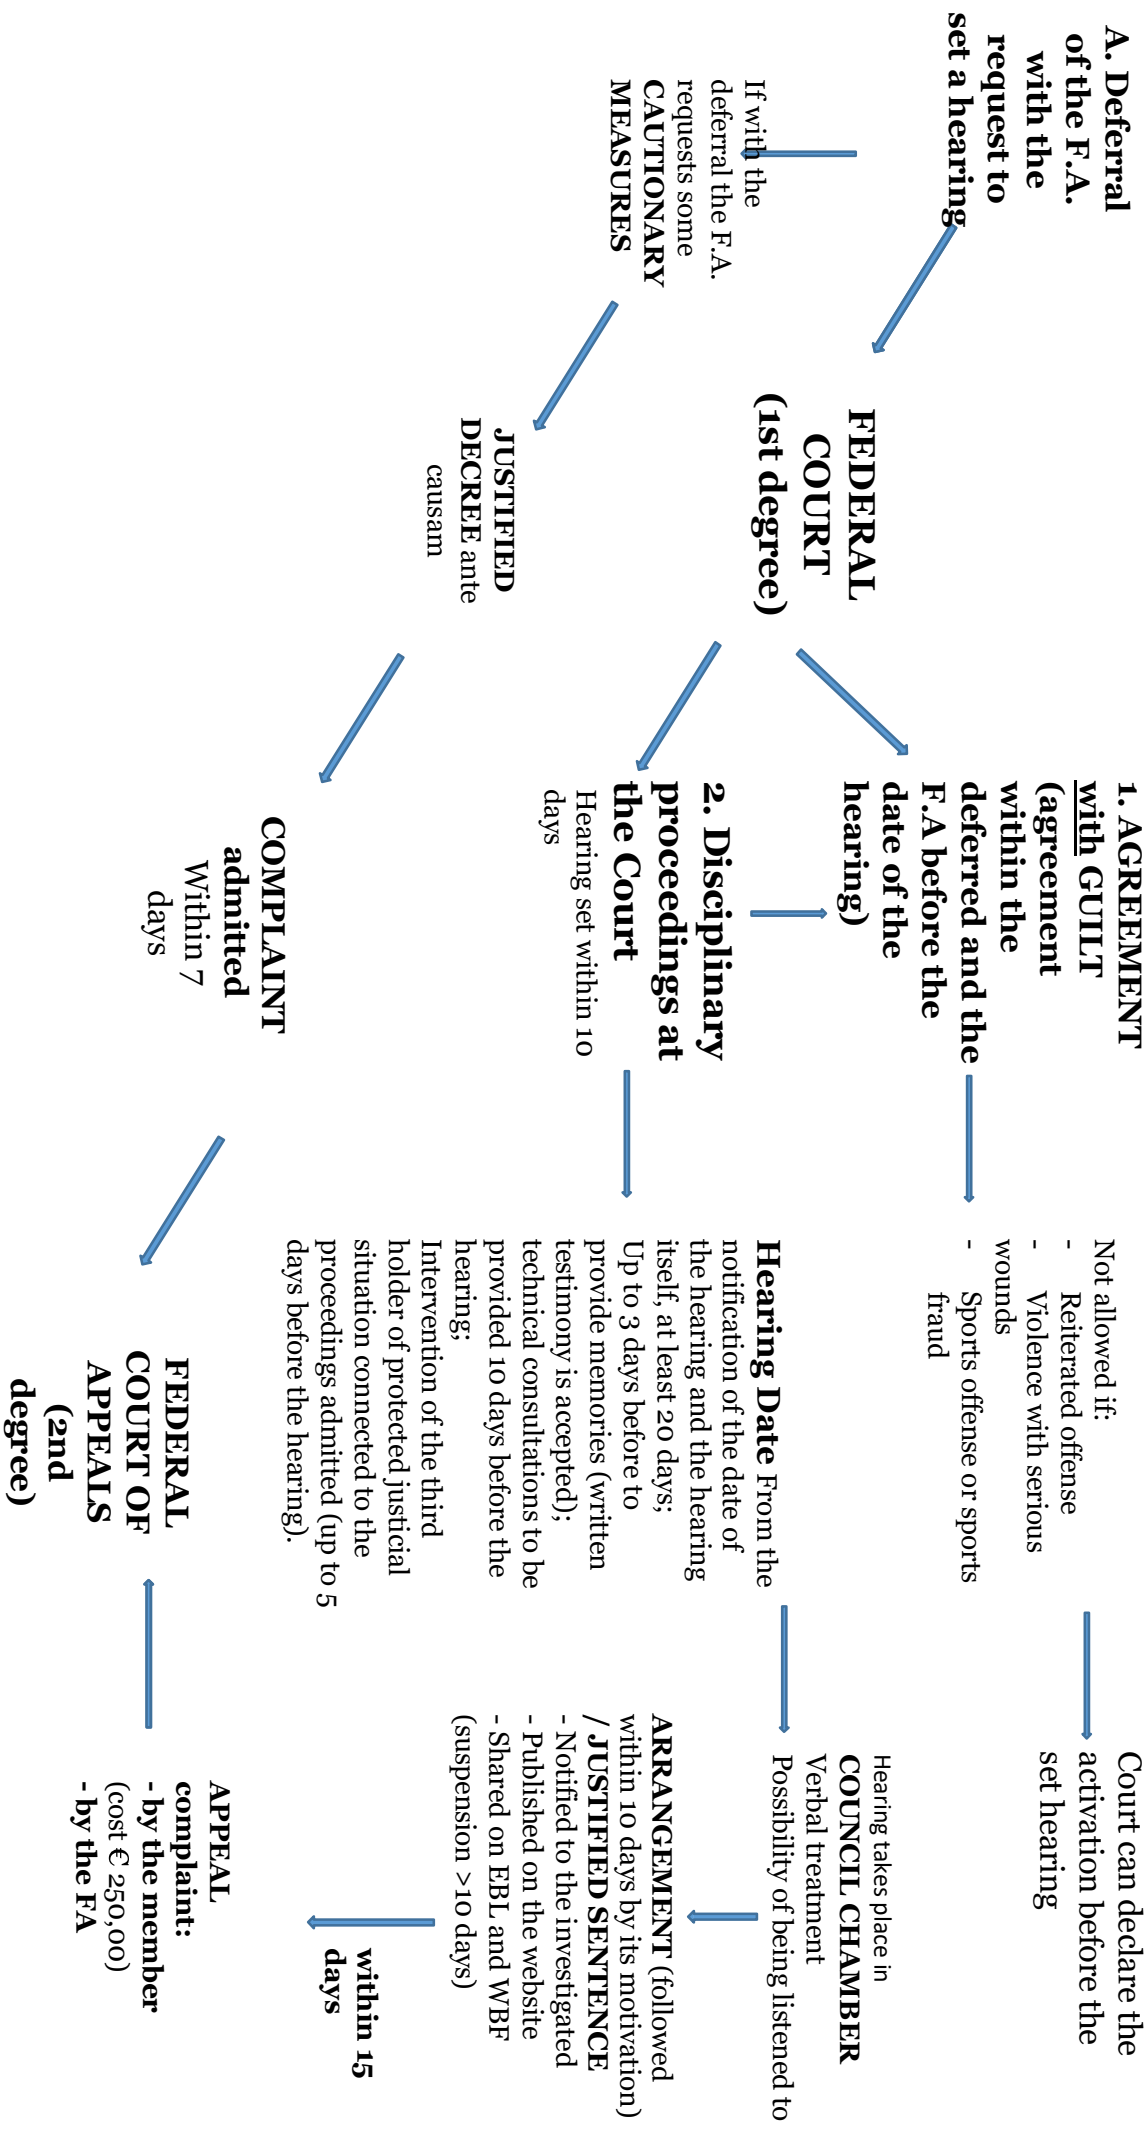 A. Deferral
of the F.A.
with the
request to
set a hearing
If with the
deferral the F.A.
requests some
CAUTIONARY
MEASURES
FEDERAL
COURT
(1st degree)
JUSTIFIED
DECREE ante
causam
1. AGREEMENT
with GUILT
(agreement
within the
deferred and the
F.A before the
date of the
hearing)
2. Disciplinary
proceedings at
the Court
Hearing set within 10
days
COMPLAINT
admitted
Within 7
days
Not allowed if:
- Reiterated offense
- Violence with serious
wounds
- Sports offense or sports
fraud
Hearing Date From the
notification of the date of
the hearing and the hearing
itself, at least 20 days;
Up to 3 days before to
provide memories (written
testimony is accepted);
technical consultations to be
provided 10 days before the
hearing;
Intervention of the third
holder of protected justicial
situation connected to the
proceedings admitted (up to 5
days before the hearing).
FEDERAL
COURT OF
APPEALS
(2nd
degree)
Court can declare the
activation before the
set hearing
Hearing takes place in
COUNCIL CHAMBER
Verbal treatment
Possibility of being listened to
ARRANGEMENT (followed
within 10 days by its motivation)
/ JUSTIFIED SENTENCE
- Notified to the investigated
- Published on the website
- Shared on EBL and WBF
(suspension >10 days)
within 15
days
APPEAL
complaint:
- by the member
(cost € 250,00)
- by the FA